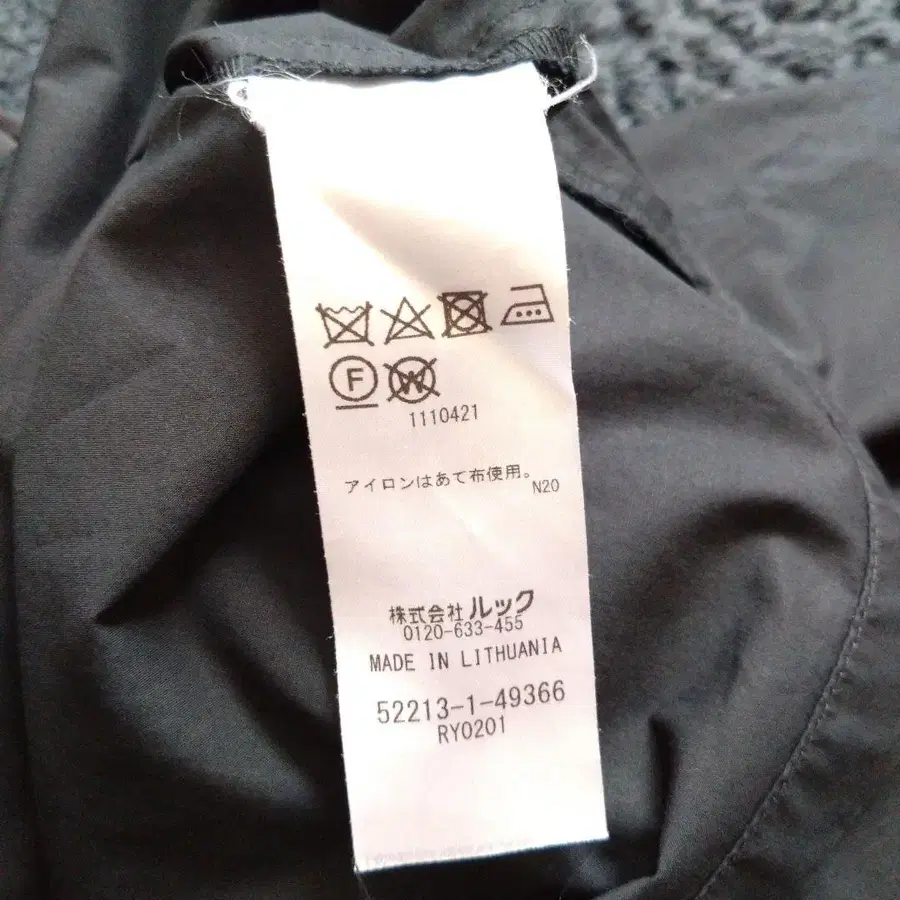 F W
1110421
アイロンはあて布使用。
N20
株式会社 ルック
0120-633-455
MADE IN LITHUANIA
52213-1-49366
RY0201